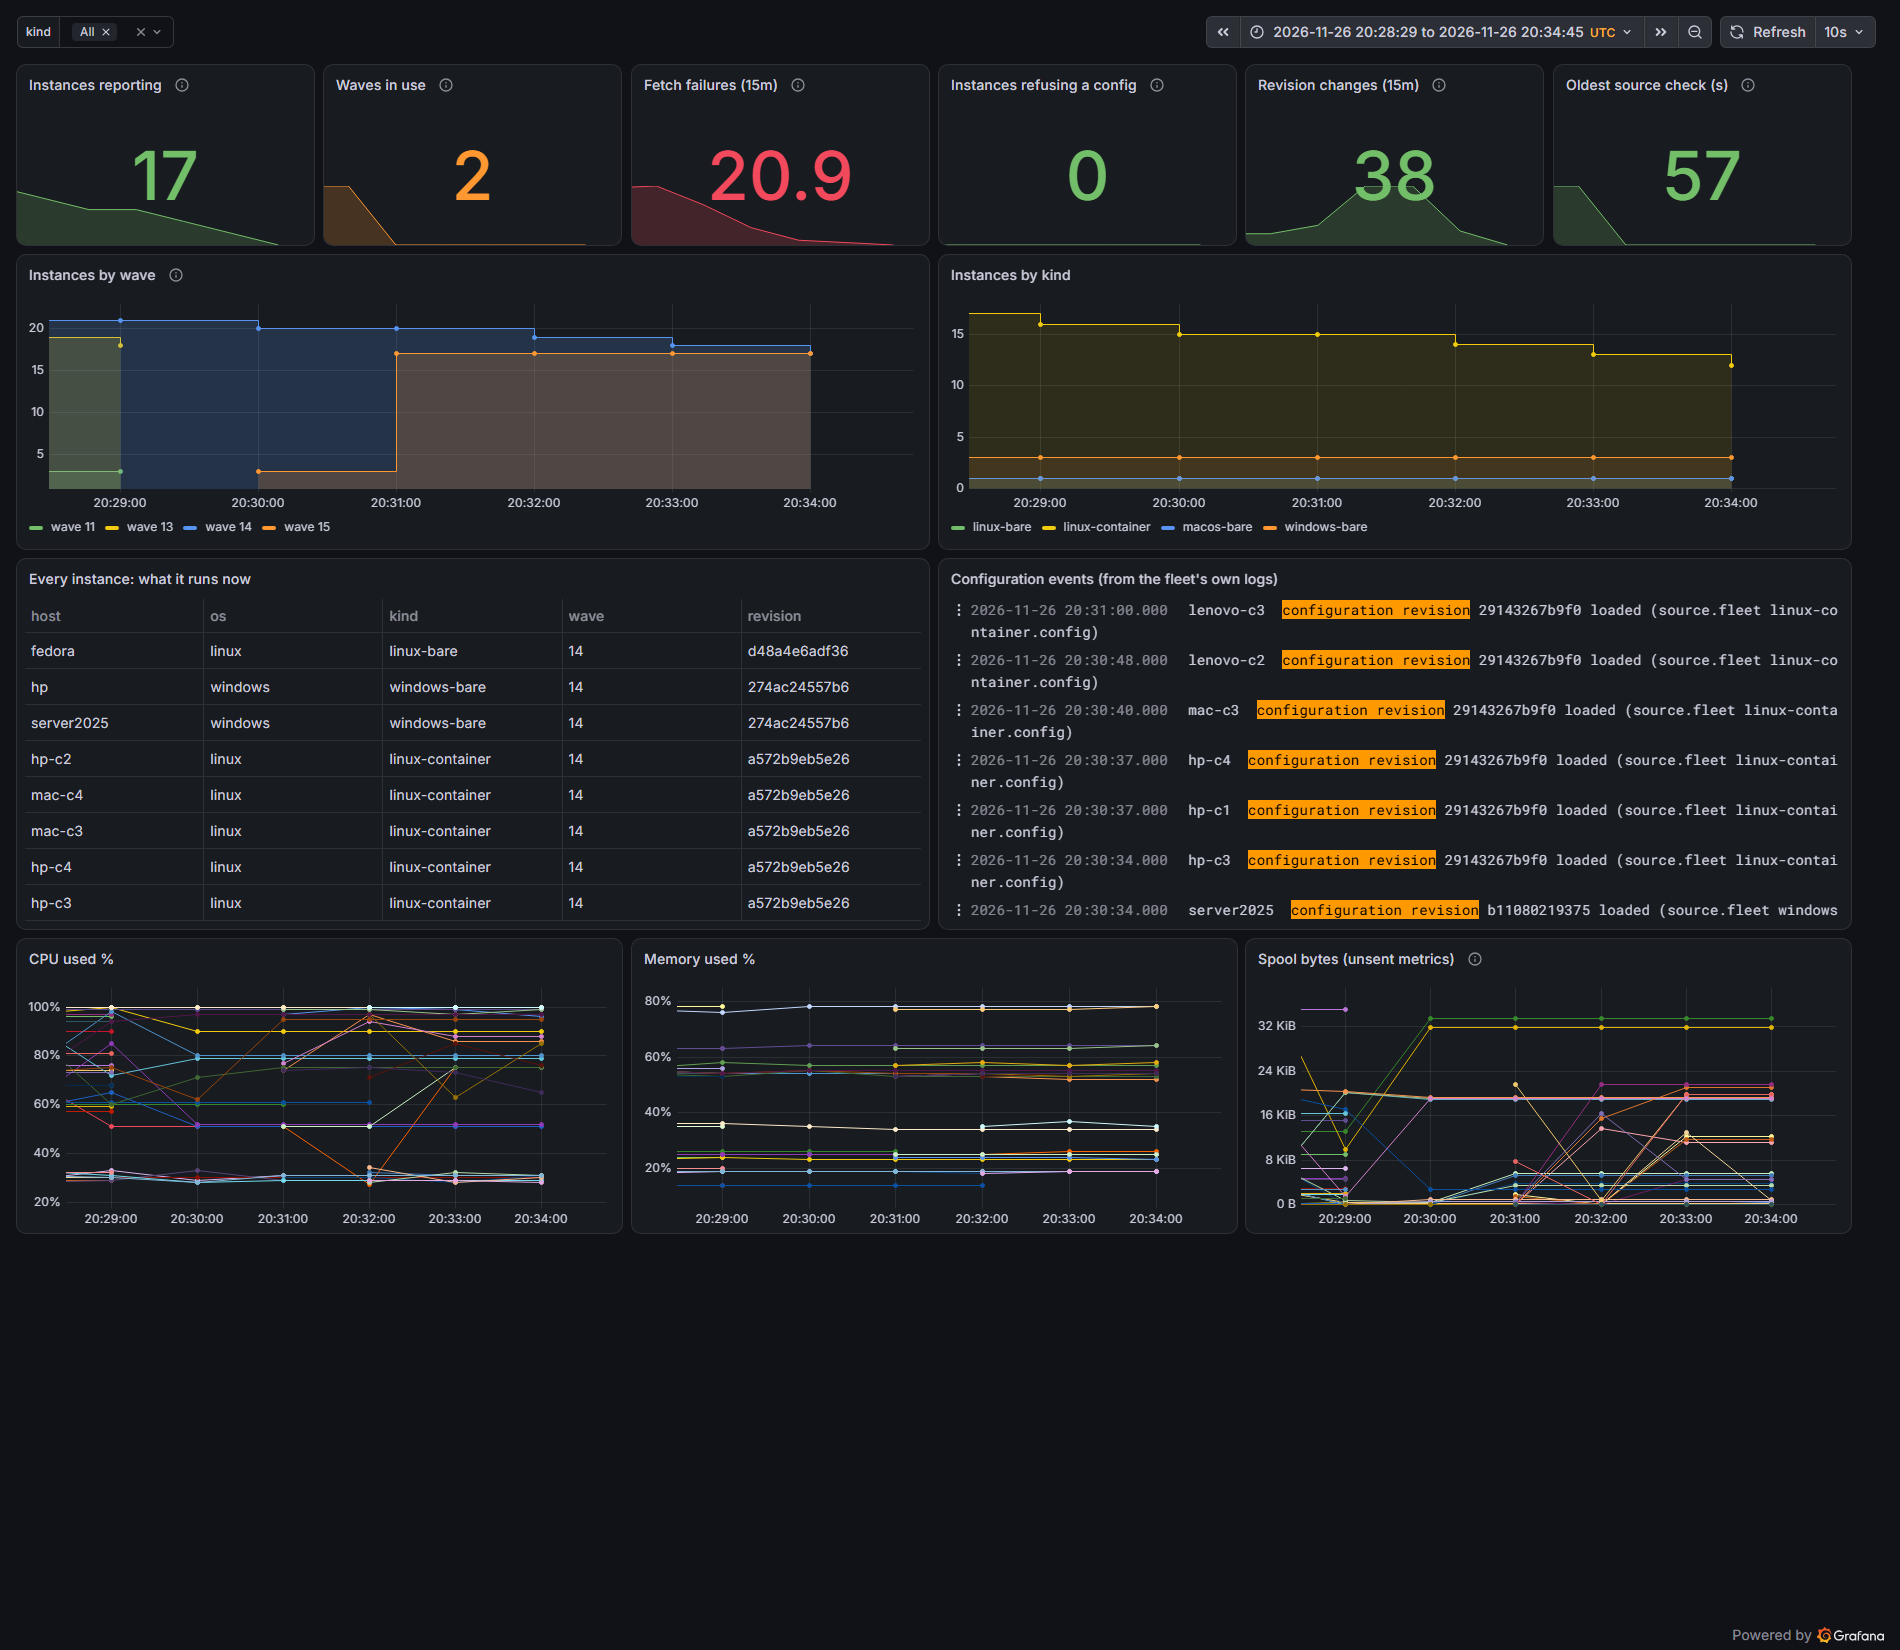 kind All
2026-11-26 20:28:29 to 2026-11-26 20:34:45 UTC
Refresh 10s
Instances reporting
17
Waves in use
2
Fetch failures (15m)
20.9
Instances refusing a config
0
Revision changes (15m)
38
Oldest source check (s)
57
Instances by wave
20
15
10
5
20:29:00 20:30:00 20:31:00 20:32:00 20:33:00 20:34:00
wave 11 wave 13 wave 14 wave 15
Instances by kind
15
10
5
0
20:29:00 20:30:00 20:31:00 20:32:00 20:33:00 20:34:00
linux-bare linux-container macos-bare windows-bare
Every instance: what it runs now
host os kind wave revision
fedora linux linux-bare 14 d48a4e6adf36
hp windows windows-bare 14 274ac24557b6
server2025 windows windows-bare 14 274ac24557b6
hp-c2 linux linux-container 14 a572b9eb5e26
mac-c4 linux linux-container 14 a572b9eb5e26
mac-c3 linux linux-container 14 a572b9eb5e26
hp-c4 linux linux-container 14 a572b9eb5e26
hp-c3 linux linux-container 14 a572b9eb5e26
Configuration events (from the fleet's own logs)
2026-11-26 20:31:00.000 lenovo-c3 configuration revision 29143267b9f0 loaded (source.fleet linux-co
ntainer.config)
2026-11-26 20:30:48.000 lenovo-c2 configuration revision 29143267b9f0 loaded (source.fleet linux-co
ntainer.config)
2026-11-26 20:30:40.000 mac-c3 configuration revision 29143267b9f0 loaded (source.fleet linux-conta
iner.config)
2026-11-26 20:30:37.000 hp-c4 configuration revision 29143267b9f0 loaded (source.fleet linux-contai
ner.config)
2026-11-26 20:30:37.000 hp-c1 configuration revision 29143267b9f0 loaded (source.fleet linux-contai
ner.config)
2026-11-26 20:30:34.000 hp-c3 configuration revision 29143267b9f0 loaded (source.fleet linux-contai
ner.config)
2026-11-26 20:30:34.000 server2025 configuration revision b11080219375 loaded (source.fleet windows
CPU used %
100%
80%
60%
40%
20%
20:29:00 20:30:00 20:31:00 20:32:00 20:33:00 20:34:00
Memory used %
80%
60%
40%
20%
20:29:00 20:30:00 20:31:00 20:32:00 20:33:00 20:34:00
Spool bytes (unsent metrics)
32 KiB
24 KiB
16 KiB
8 KiB
0 B
20:29:00 20:30:00 20:31:00 20:32:00 20:33:00 20:34:00
Powered by Grafana